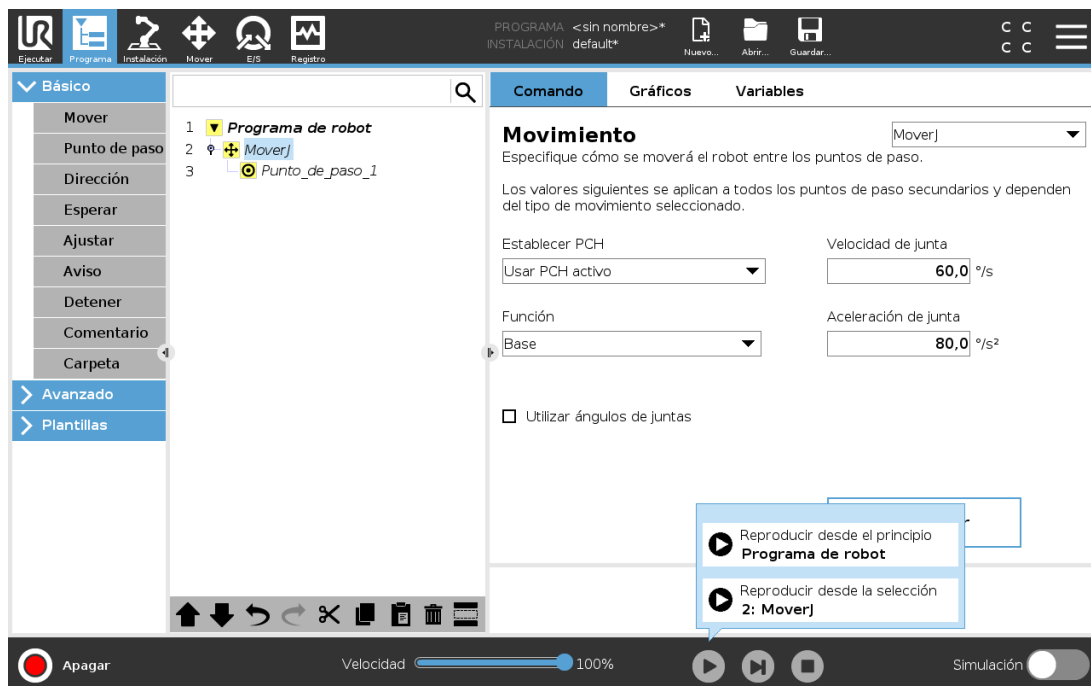 UR
PROGRAMA <sin nombre>*
INSTALACIÓN default*
C C
C C
Ejecutar
Programa
Instalación
Mover
E/S
Registro
Nuevo...
Abrir...
Guardar...
Básico
Mover
Punto de paso
Dirección
Esperar
Ajustar
Aviso
Detener
Comentario
Carpeta
Avanzado
Plantillas
1 Programa de robot
2 MoverJ
3 Punto_de_paso_1
Comando Gráficos Variables
Movimiento
MoverJ
Especifique cómo se moverá el robot entre los puntos de paso.
Los valores siguientes se aplican a todos los puntos de paso secundarios y dependen
del tipo de movimiento seleccionado.
Establecer PCH
Velocidad de junta
Usar PCH activo
60,0 °/s
Función
Aceleración de junta
Base
80,0 °/s²
Utilizar ángulos de juntas
Reproducir desde el principio
Programa de robot
Reproducir desde la selección
2: MoverJ
Apagar
Velocidad
100%
Simulación